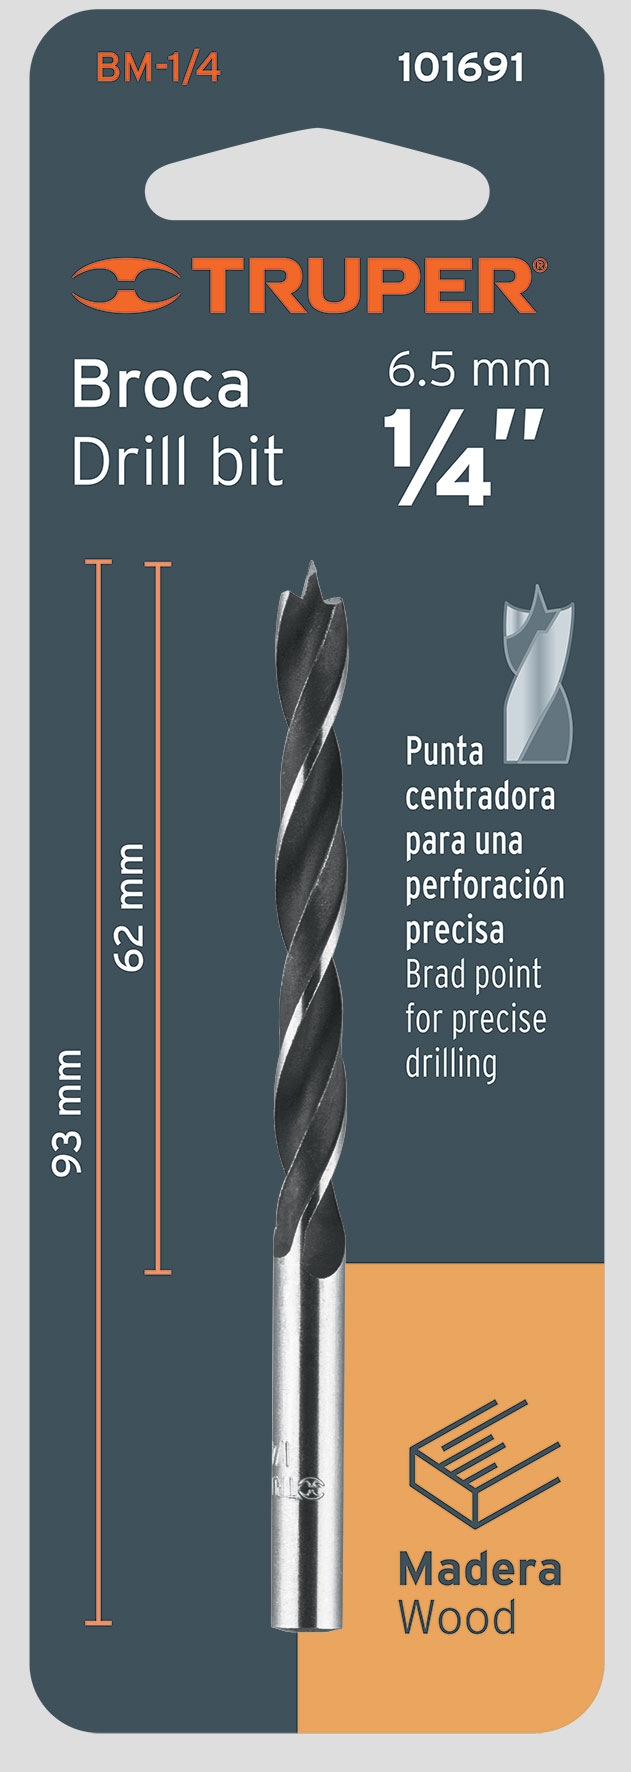 BM-1/4
101691
TRUPER®
Broca
Drill bit
6.5 mm
1/4"
62 mm
93 mm
Punta
centradora
para una
perforación
precisa
Brad point
for precise
drilling
Madera
Wood